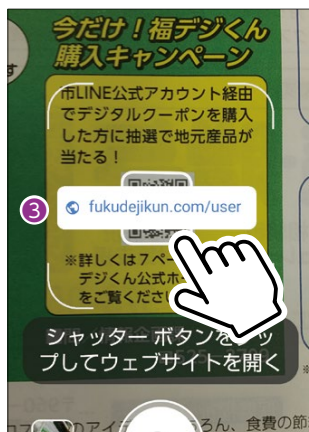 今だけ！福デジくん
購入キャンペーン
市LINE公式アカウント経由
でデジタルクーポンを購入
した方に抽選で地元産品が
当たる！
③ fukudejikun.com/user
※詳しくは７ペー
デジくん公式ホ
をご覧くださ
シャッター ボタンを
プしてウェブサイトを開く
のアイ
ろん、食費の節